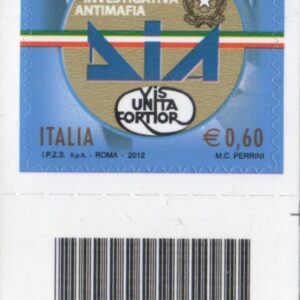 INVESTIGATIVA
ANTIMAFIA
DIA
VIS
UNITA
FORTIOR
ITALIA
€ 0,60
I.P.Z.S. S.p.A. - ROMA - 2012
M.C. PERRINI